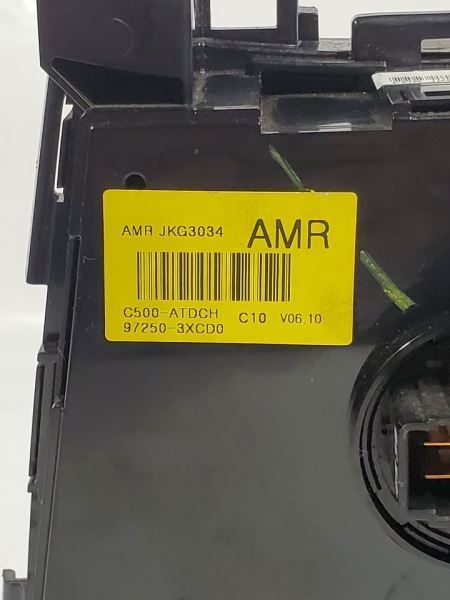 AMR JKG3034 AMR
C500-ATDCH C10 V06.10
97250-3XCD0